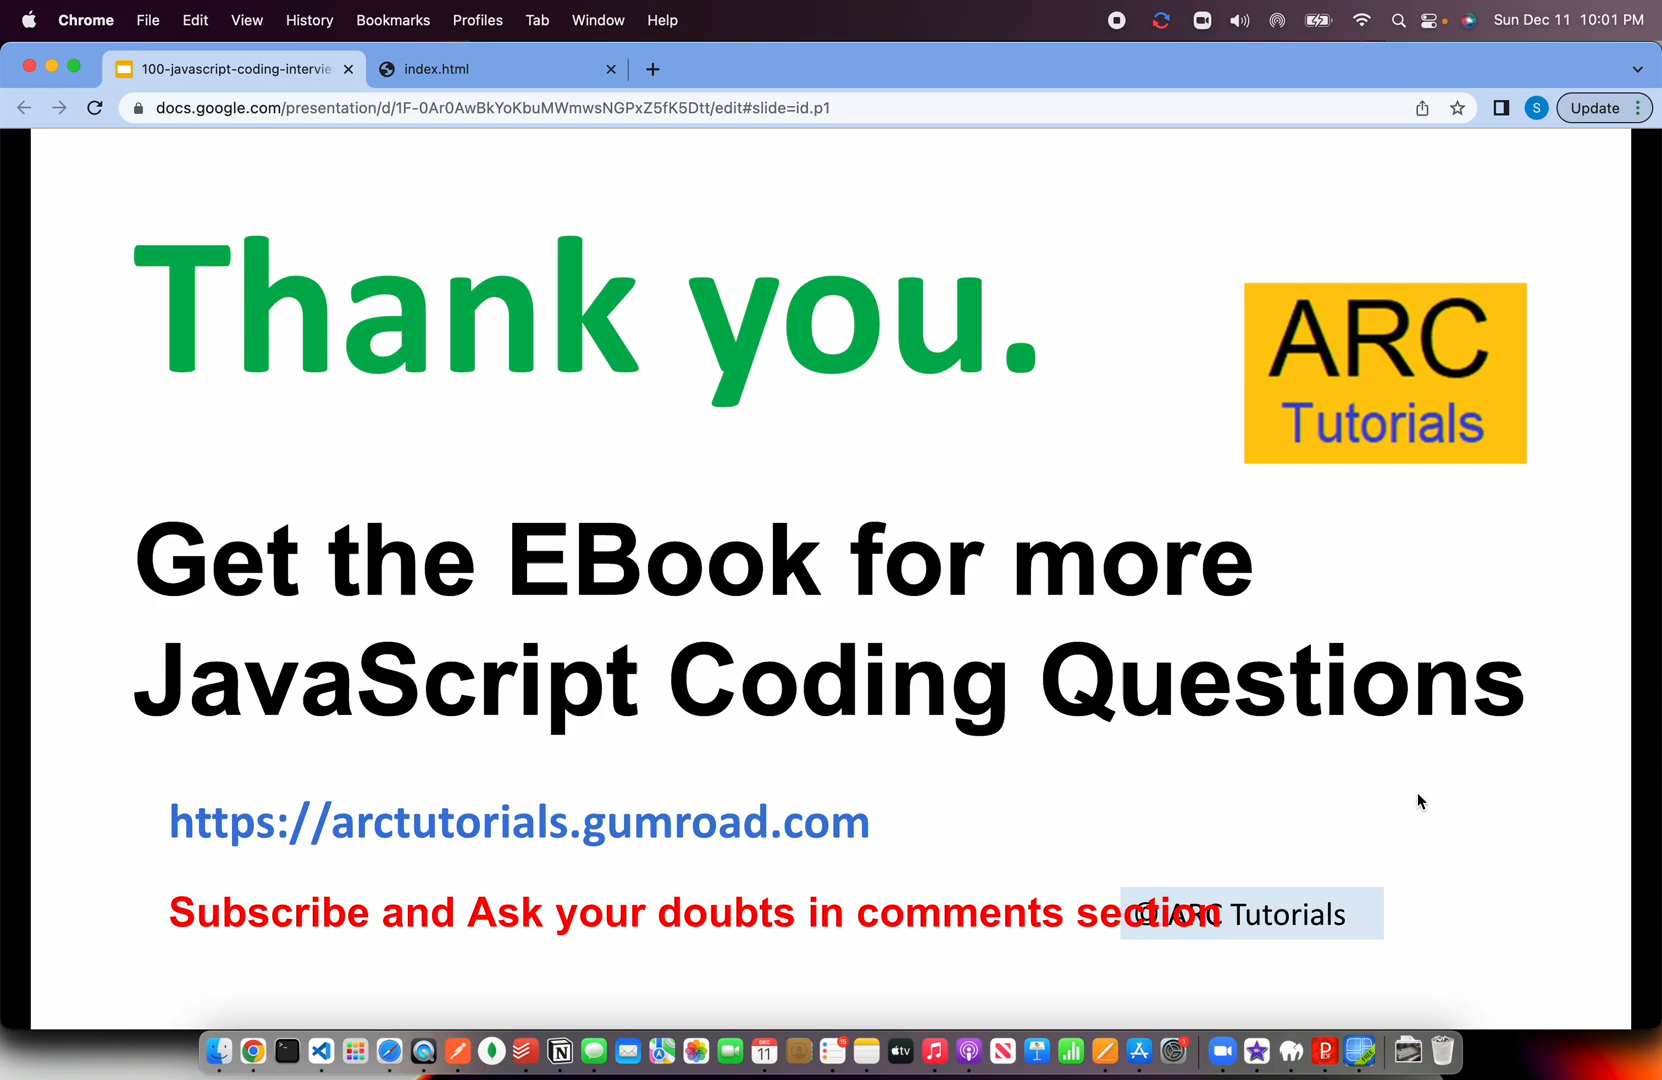 Chrome File Edit View History Bookmarks Profiles Tab Window Help
Sun Dec 11 10:01 PM
100-javascript-coding-intervie
index.html
docs.google.com/presentation/d/1F-0Ar0AwBkYoKbuMWmwsNGPxZ5fK5Dtt/edit#slide=id.p1
S
Update
Thank you.
ARC
Tutorials
Get the EBook for more
JavaScript Coding Questions
https://arctutorials.gumroad.com
Subscribe and Ask your doubts in comments section
© ARC Tutorials
DEC
11
tv